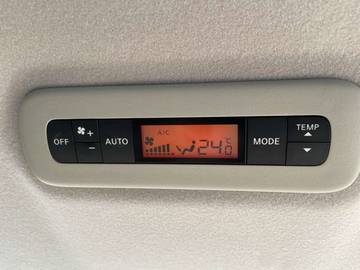 OFF
+
-
AUTO
A/C
24.0°C
MODE
TEMP